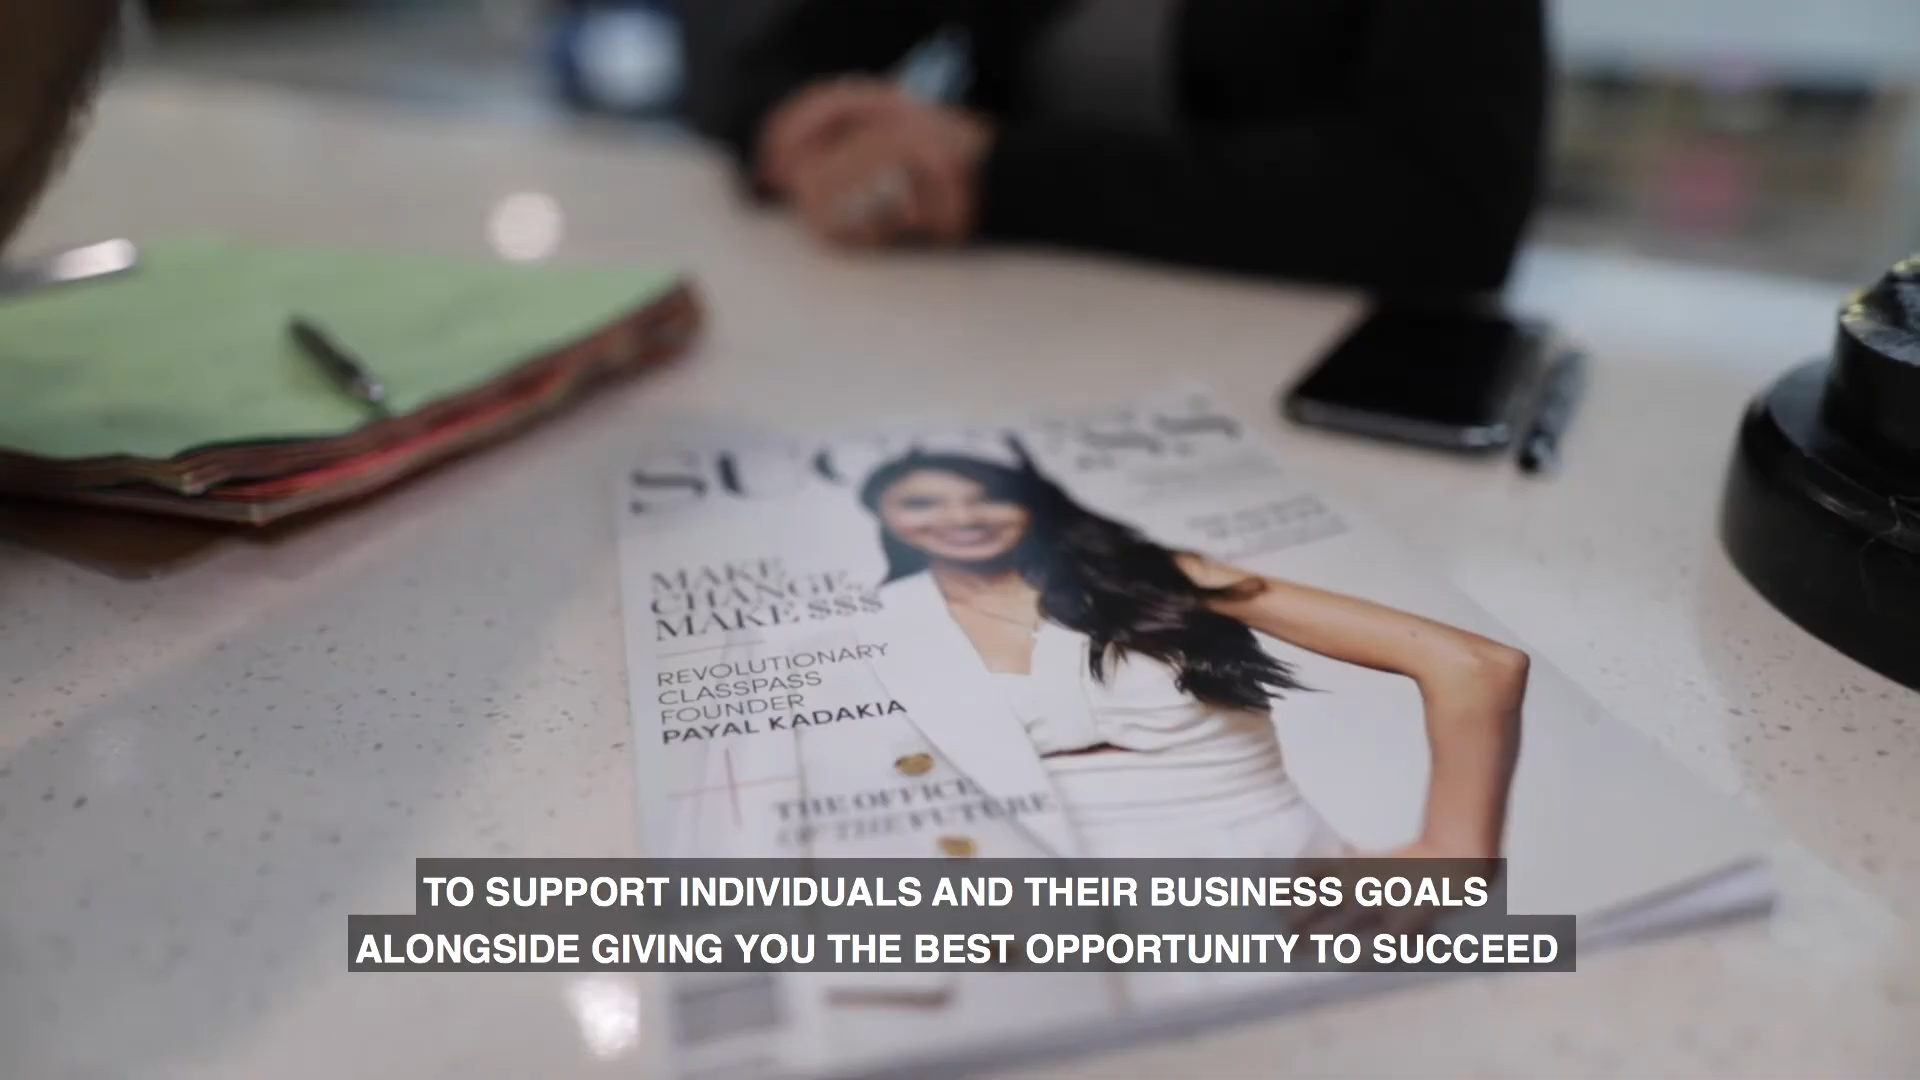 SUCCESS
MAKE
CHANGE,
MAKE $$$
REVOLUTIONARY
CLASSPASS
FOUNDER
PAYAL KADAKIA
THE OFFICE
OF THE FUTURE
TO SUPPORT INDIVIDUALS AND THEIR BUSINESS GOALS
ALONGSIDE GIVING YOU THE BEST OPPORTUNITY TO SUCCEED